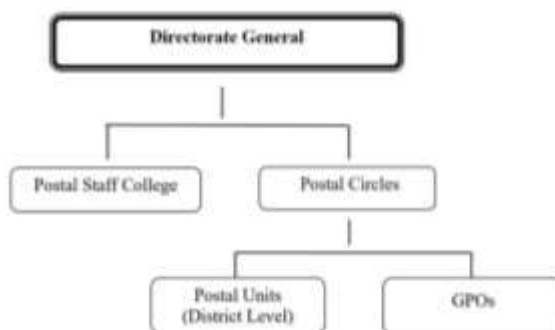 Directorate General
Postal Staff College
Postal Circles
Postal Units
(District Level)
GPOs